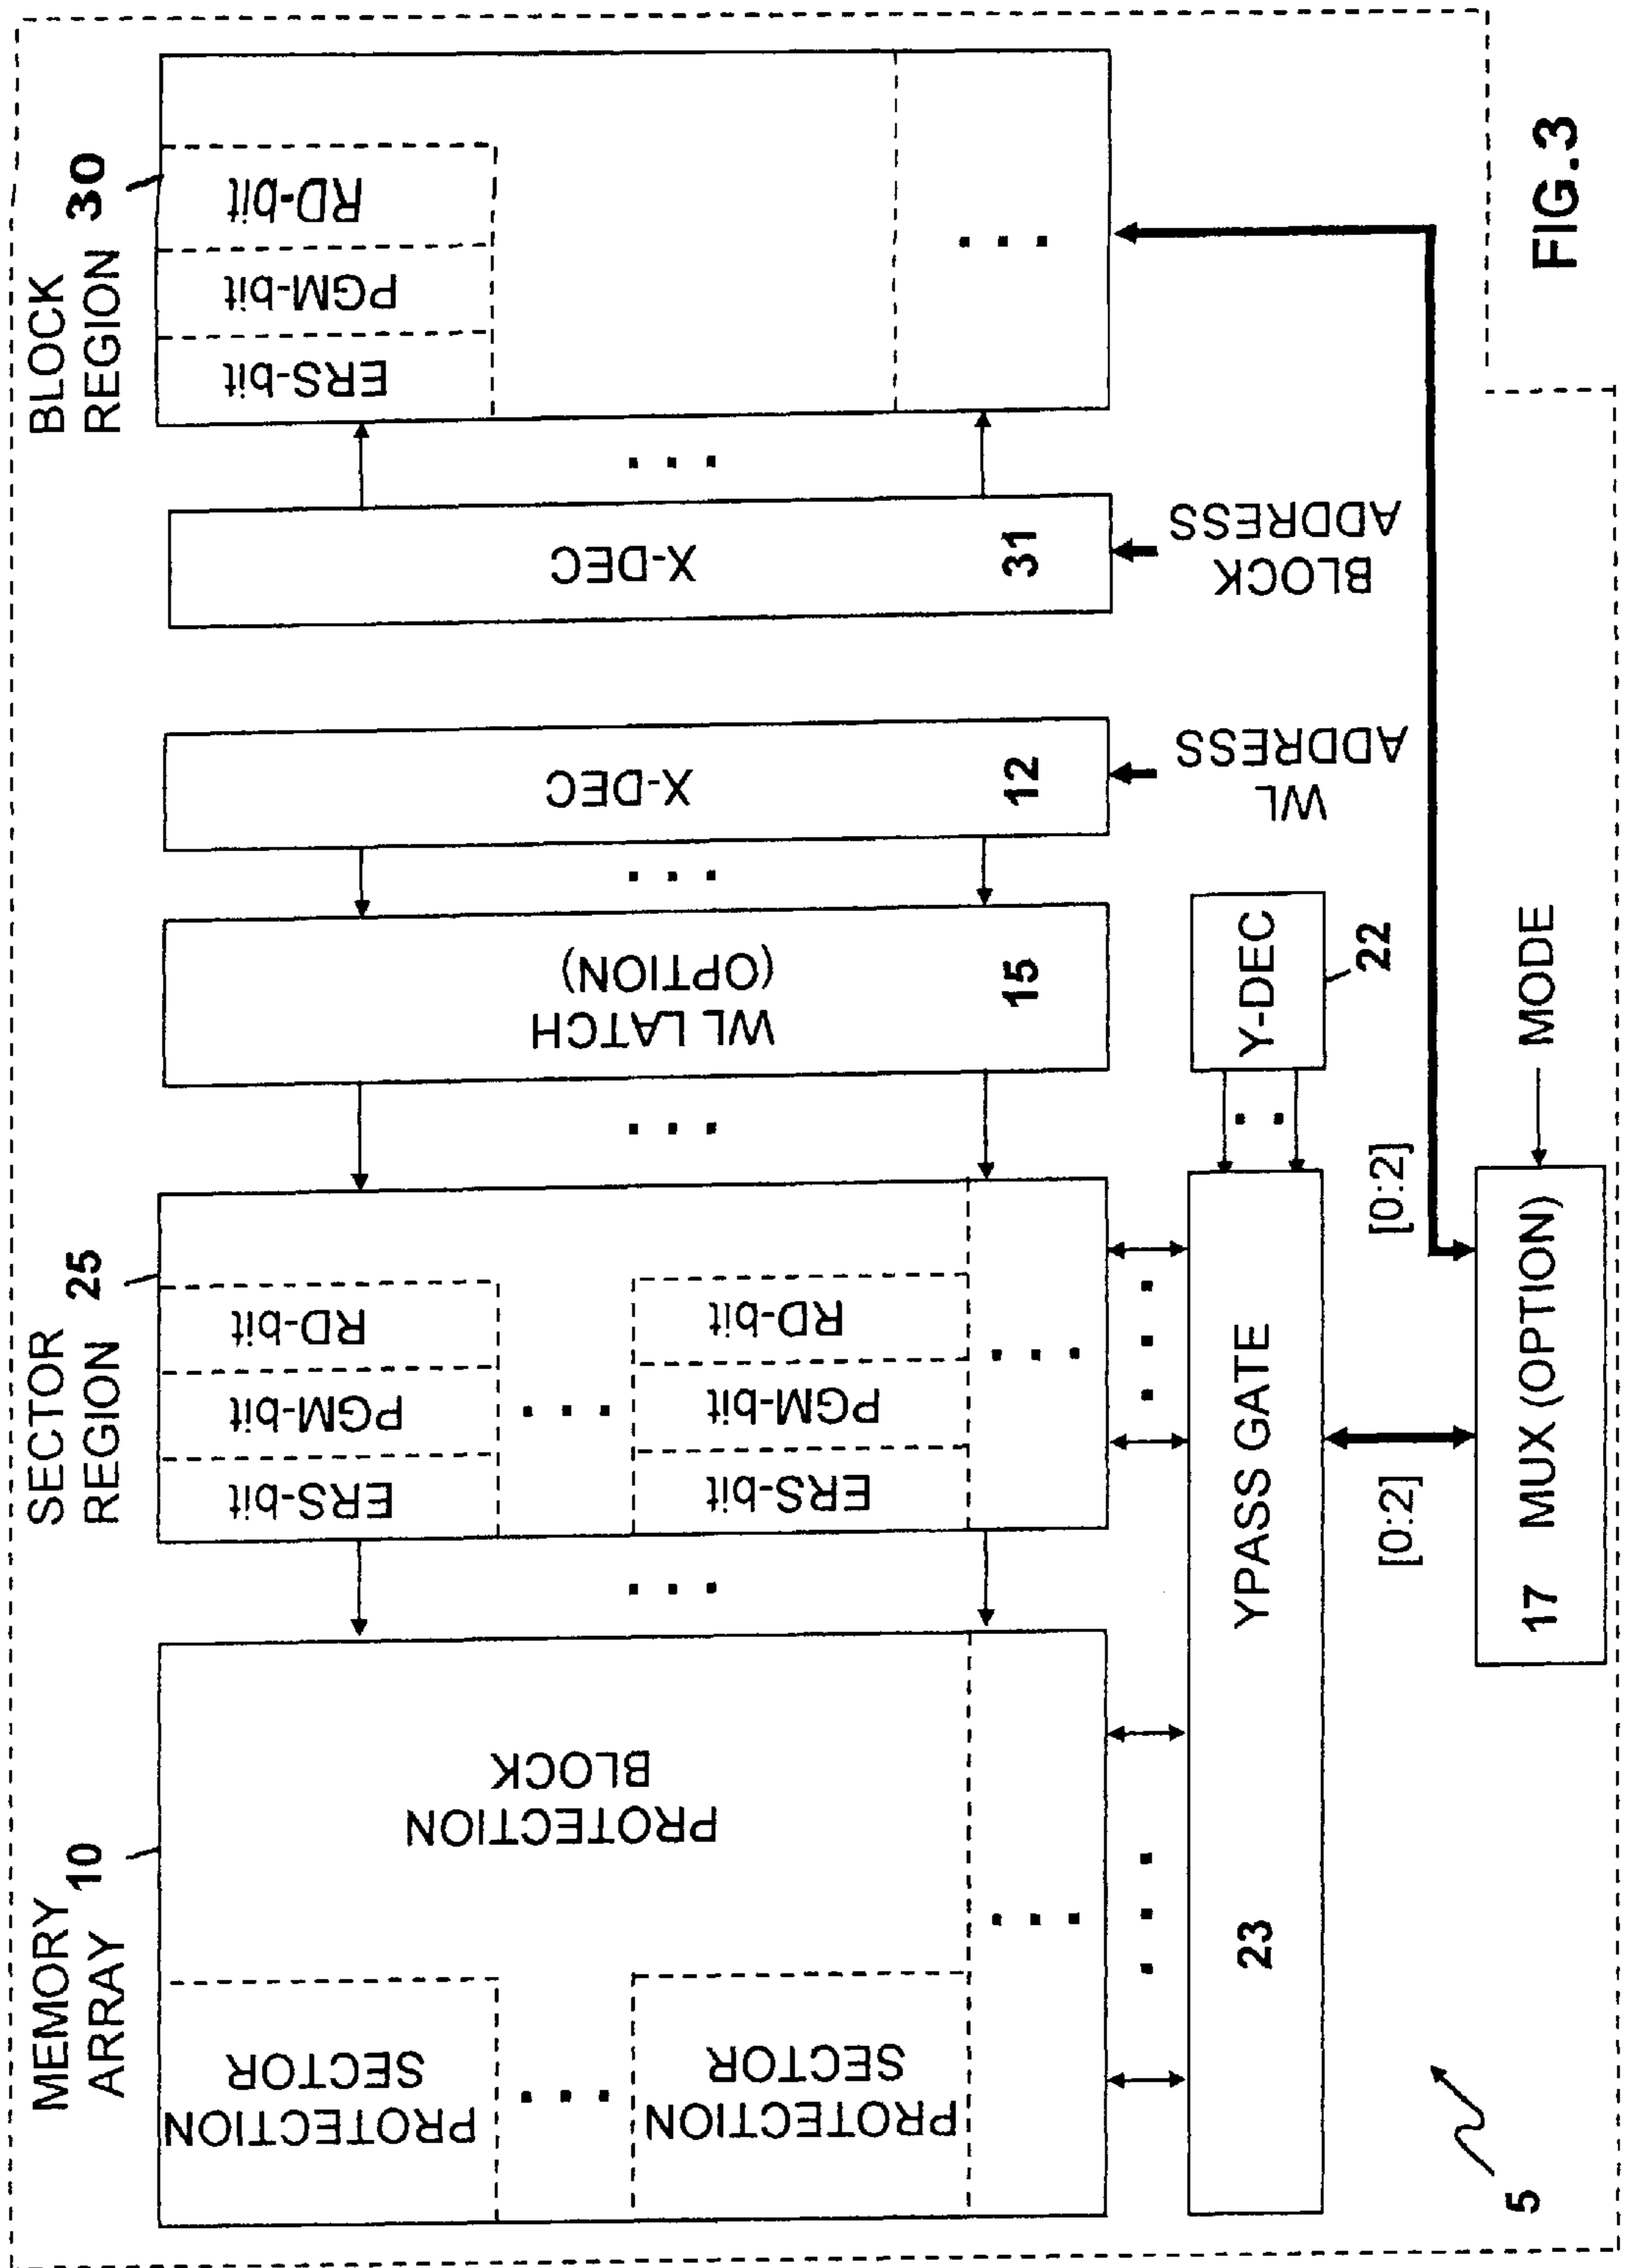 MEMORY
ARRAY
10
SECTOR
REGION
25
BLOCK
REGION
30
PROTECTION
SECTOR
PROTECTION
SECTOR
PROTECTION
BLOCK
ERS-bit
PGM-bit
RD-bit
ERS-bit
PGM-bit
RD-bit
WL LATCH
(OPTION)
15
X-DEC
12
X-DEC
31
ERS-bit
PGM-bit
RD-bit
WL
ADDRESS
BLOCK
ADDRESS
23
YPASS GATE
Y-DEC
22
[0:2]
[0:2]
17 MUX (OPTION)
MODE
5
FIG.3